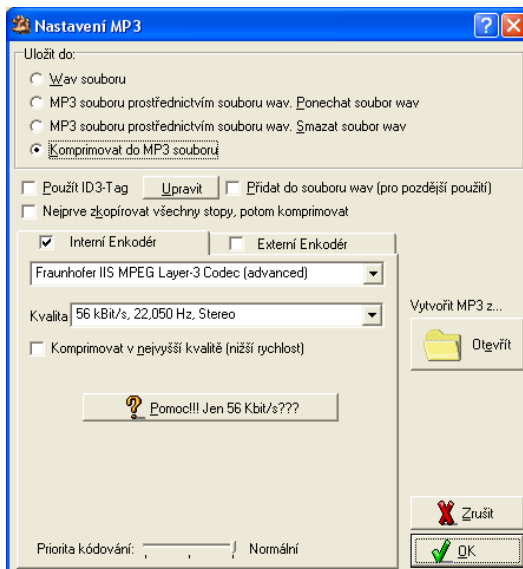 Nastavení MP3
Uložit do:
Wav souboru
MP3 souboru prostřednictvím souboru wav. Ponechat soubor wav
MP3 souboru prostřednictvím souboru wav. Smazat soubor wav
Komprimovat do MP3 souboru
Použít ID3-Tag Upravit Přidat do souboru wav (pro pozdější použití)
Nejprve zkopírovat všechny stopy, potom komprimovat
Interní Enkodér Externí Enkodér
Fraunhofer IIS MPEG Layer-3 Codec (advanced)
Vytvořit MP3 z...
Kvalita 56 kBit/s, 22,050 Hz, Stereo
Otevřít
Komprimovat v nejvyšší kvalitě (nižší rychlost)
Pomoc!!! Jen 56 Kbit/s???
Zrušit
Priorita kódování: Normální
OK